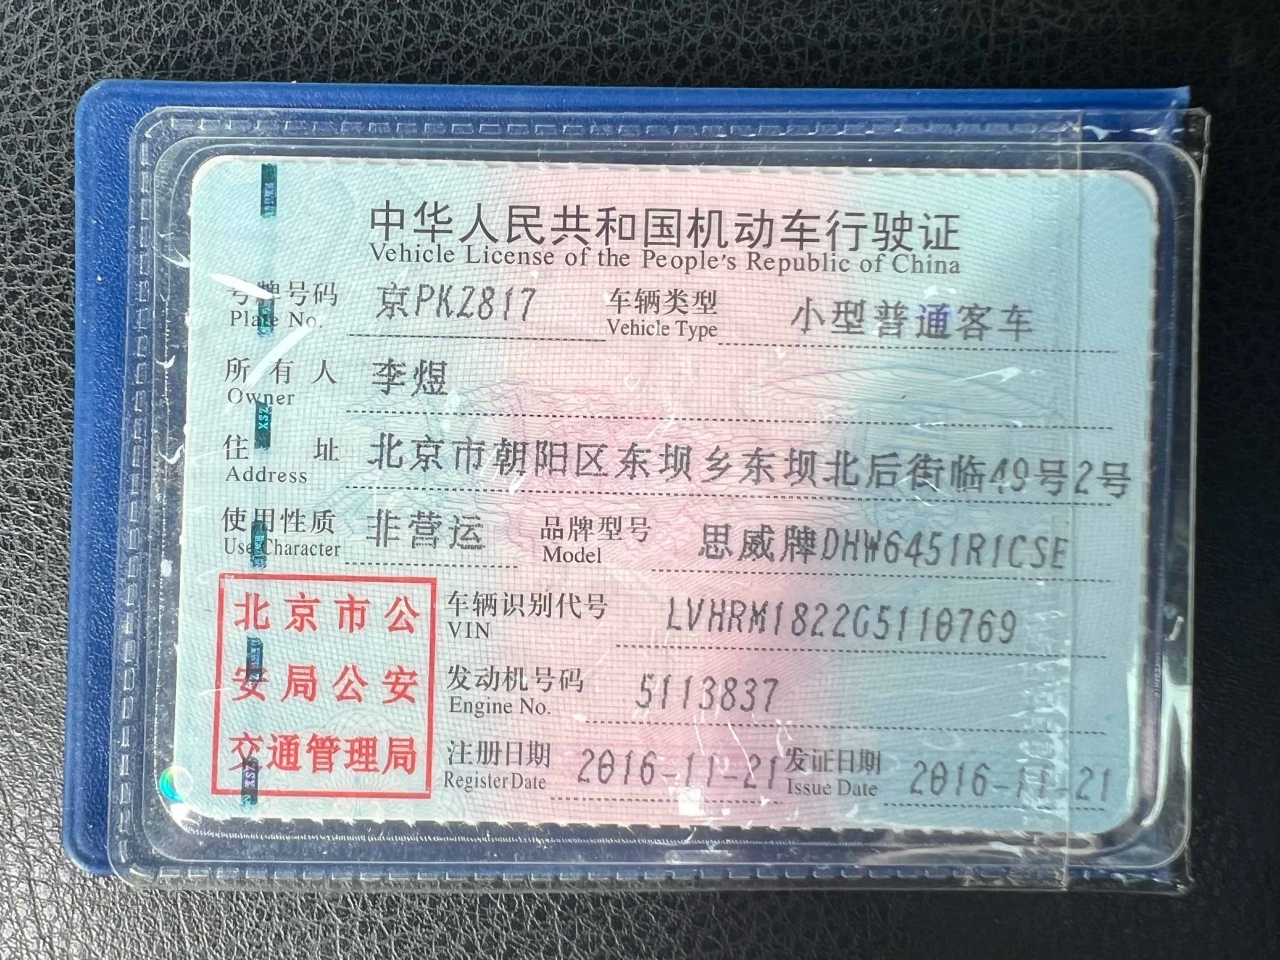 中华人民共和国机动车行驶证
Vehicle License of the People's Republic of China
号牌号码 京PK2817 车辆类型 小型普通客车
Plate No. Vehicle Type
所有人 李煜
Owner
住址 北京市朝阳区东坝乡东坝北后街临49号2号
Address
使用性质 非营运 品牌型号 思威牌DHW6451R1CSE
Use Character Model
北京市公安局公安交通管理局
车辆识别代号 LVHRM1822G5110769
VIN
发动机号码 5113837
Engine No.
注册日期 2016-11-21 发证日期 2016-11-21
Register Date Issue Date